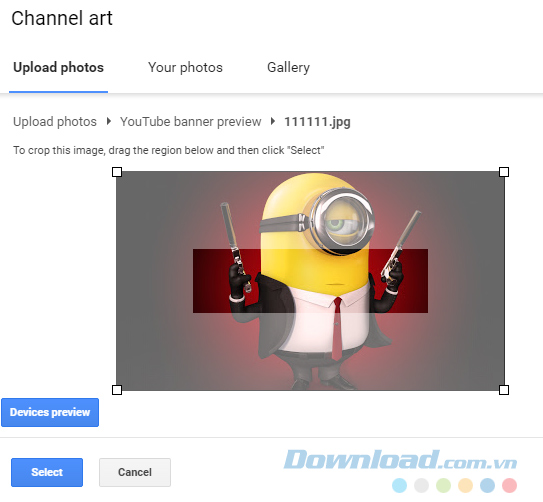 Channel art
Upload photos Your photos Gallery
Upload photos YouTube banner preview 111111.jpg
To crop this image, drag the region below and then click "Select"
Devices preview
Select Cancel
Download.com.vn